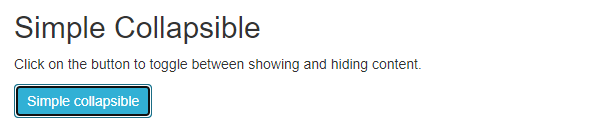 Simple Collapsible
Click on the button to toggle between showing and hiding content.
Simple collapsible